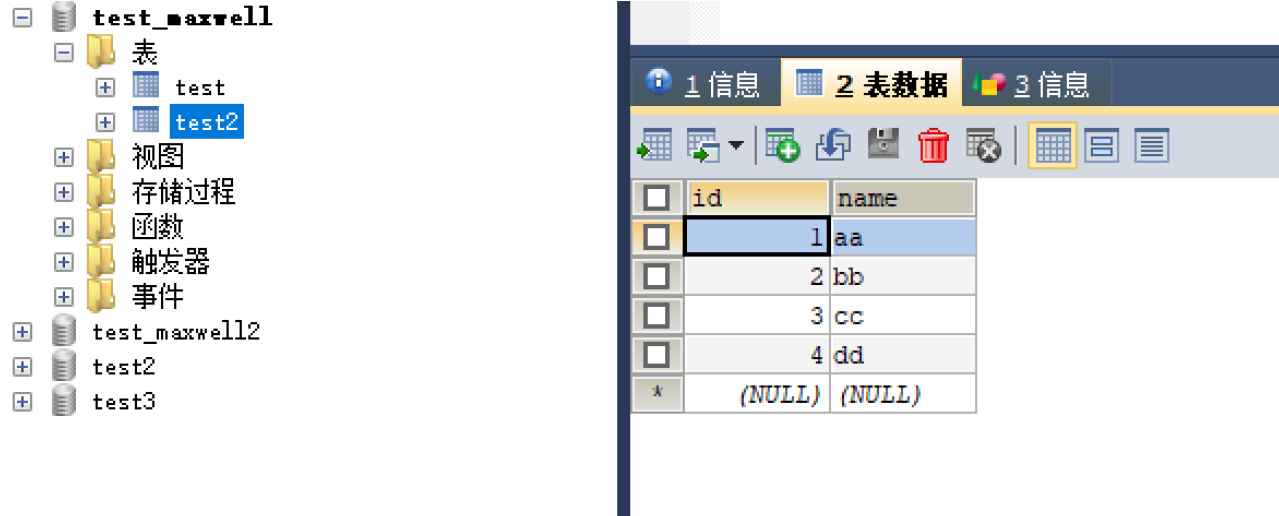 test_maxwell
表
test
test2
视图
存储过程
函数
触发器
事件
test_maxwell2
test2
test3
1 信息 2 表数据 3 信息
id name
1 aa
2 bb
3 cc
4 dd
* (NULL) (NULL)